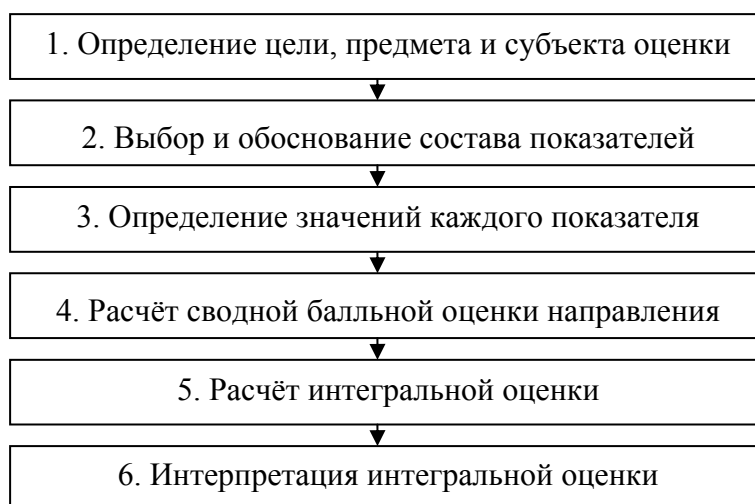 1. Определение цели, предмета и субъекта оценки
2. Выбор и обоснование состава показателей
3. Определение значений каждого показателя
4. Расчёт сводной балльной оценки направления
5. Расчёт интегральной оценки
6. Интерпретация интегральной оценки